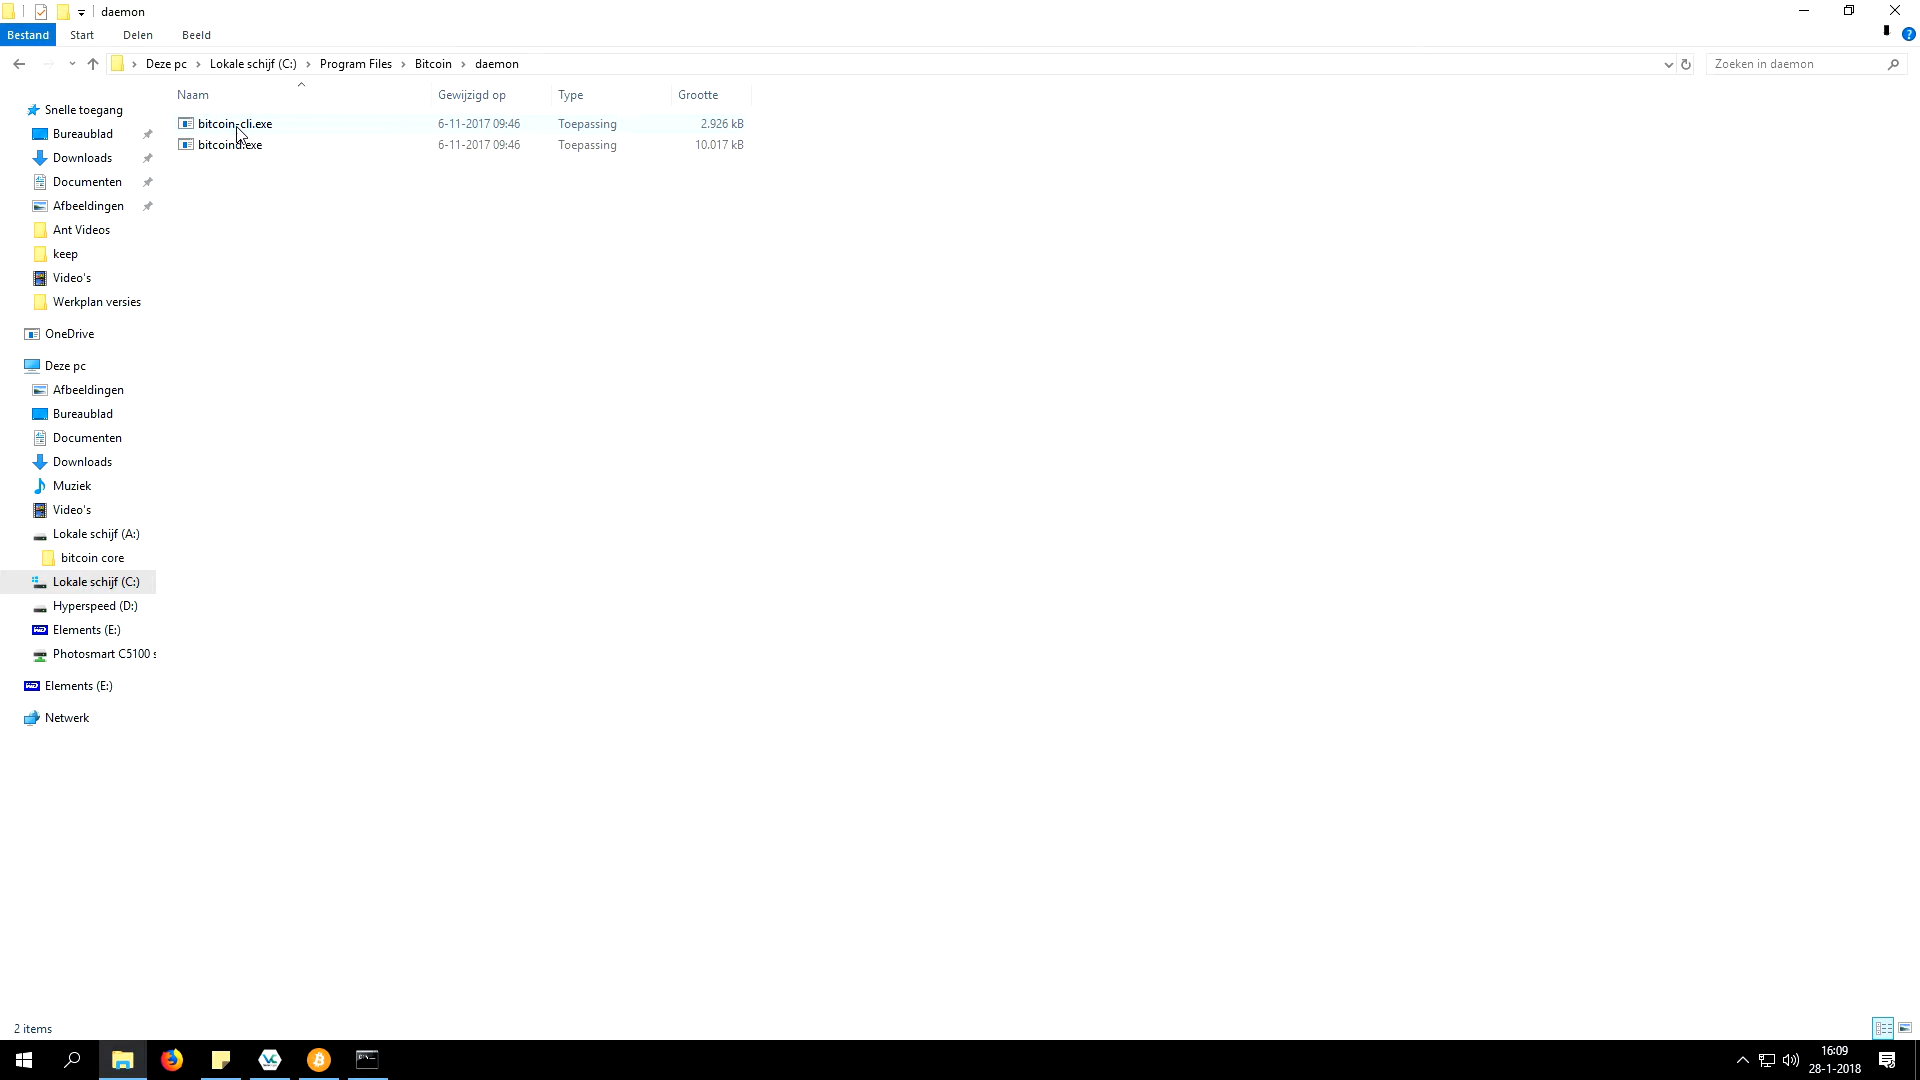 daemon
Bestand Start Delen Beeld
Deze pc Lokale schijf (C:) Program Files Bitcoin daemon
Zoeken in daemon
Naam Gewijzigd op Type Grootte
bitcoin-cli.exe 6-11-2017 09:46 Toepassing 2.926 kB
bitcoind.exe 6-11-2017 09:46 Toepassing 10.017 kB
Snelle toegang
Bureaublad
Downloads
Documenten
Afbeeldingen
Ant Videos
keep
Video's
Werkplan versies
OneDrive
Deze pc
Afbeeldingen
Bureaublad
Documenten
Downloads
Muziek
Video's
Lokale schijf (A:)
bitcoin core
Lokale schijf (C:)
Hyperspeed (D:)
Elements (E:)
Photosmart C5100 s
Elements (E:)
Netwerk
2 items
16:09
28-1-2018